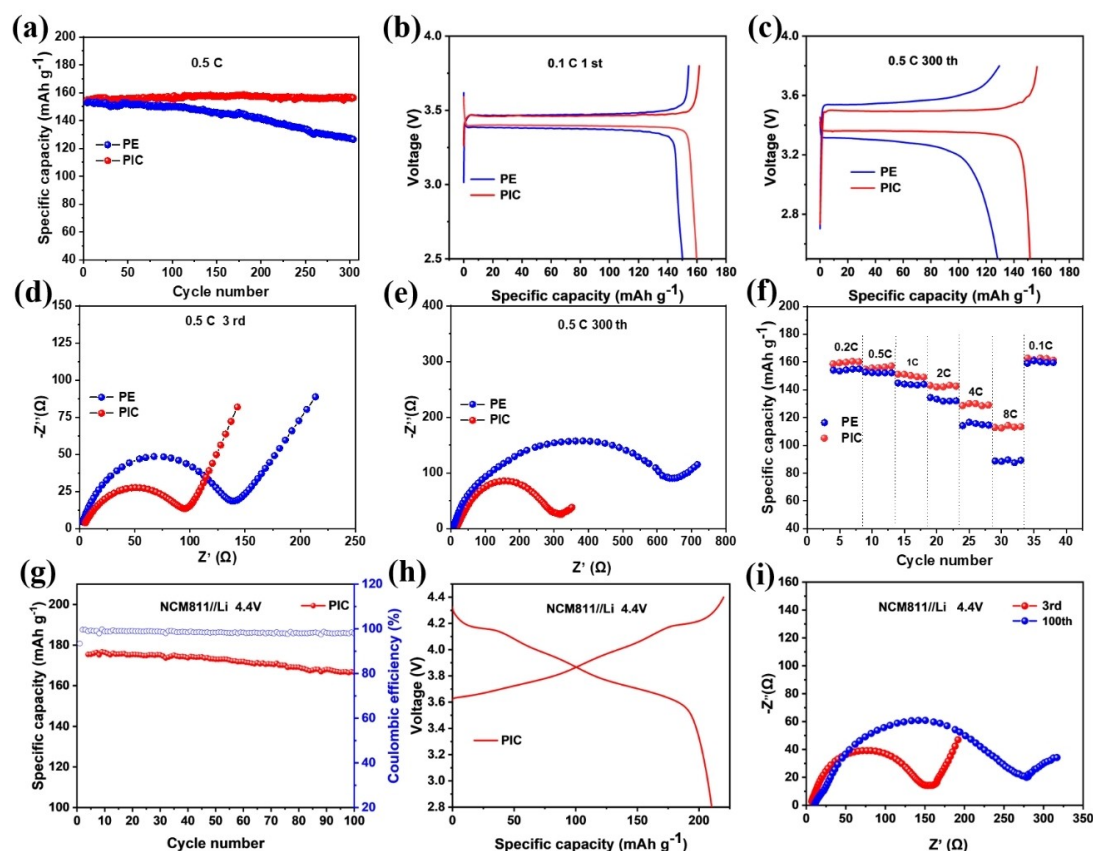 (a)
200
180
160
140
120
100
80
60
40
0
50
100
150
200
250
300
0.5 C
PE
PIC
Specific capacity (mAh g⁻¹)
Cycle number
(b)
4.0
3.5
3.0
2.5
0 20 40 60 80 100 120 140 160 180
0.1 C 1 st
PE
PIC
Voltage (V)
Specific capacity (mAh g⁻¹)
(c)
4.0
3.6
3.2
2.8
0 20 40 60 80 100 120 140 160 180
0.5 C 300 th
PE
PIC
Voltage (V)
Specific capacity (mAh g⁻¹)
(d)
150
125
100
75
50
25
0
0 50 100 150 200 250
0.5 C 3 rd
PE
PIC
-Z''(Ω)
Z' (Ω)
(e)
400
300
200
100
0
0 100 200 300 400 500 600 700 800 900
0.5 C 300 th
PE
PIC
-Z''(Ω)
Z' (Ω)
(f)
200
180
160
140
120
100
80
60
40
0 5 10 15 20 25 30 35 40
0.2C
0.5C
1C
2C
4C
8C
0.1C
PE
PIC
Specific capacity (mAh g⁻¹)
Cycle number
(g)
200
180
160
140
120
100
0 10 20 30 40 50 60 70 80 90 100
120
100
80
60
40
20
NCM811//Li 4.4V
PIC
Specific capacity (mAh g⁻¹)
Coulombic efficiency (%)
Cycle number
(h)
4.4
4.2
4.0
3.8
3.6
3.4
3.2
3.0
2.8
0 50 100 150 200
NCM811//Li 4.4V
PIC
Voltage (V)
Specific capacity (mAh g⁻¹)
(i)
160
140
120
100
80
60
40
20
0
0 50 100 150 200 250 300 350
NCM811//Li 4.4V
3rd
100th
-Z''(Ω)
Z' (Ω)